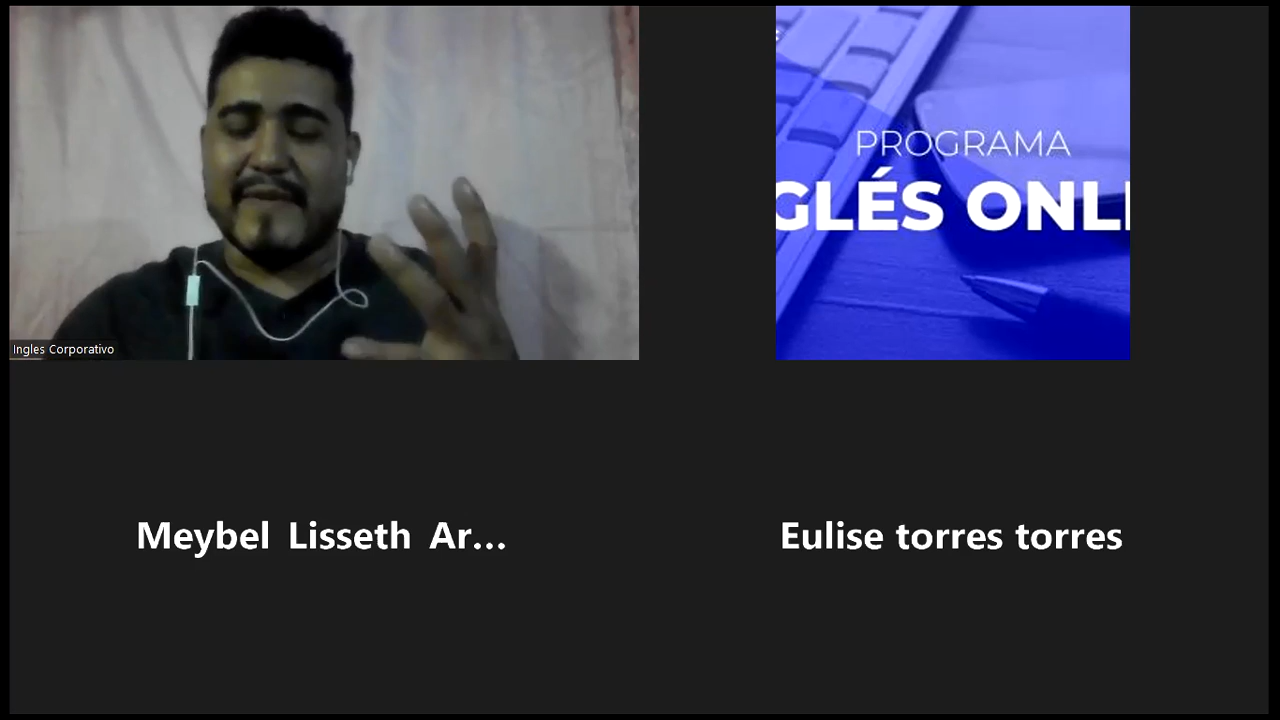 Ingles Corporativo
PROGRAMA
GLÉS ONLI
Meybel Lisseth Ar...
Eulise torres torres